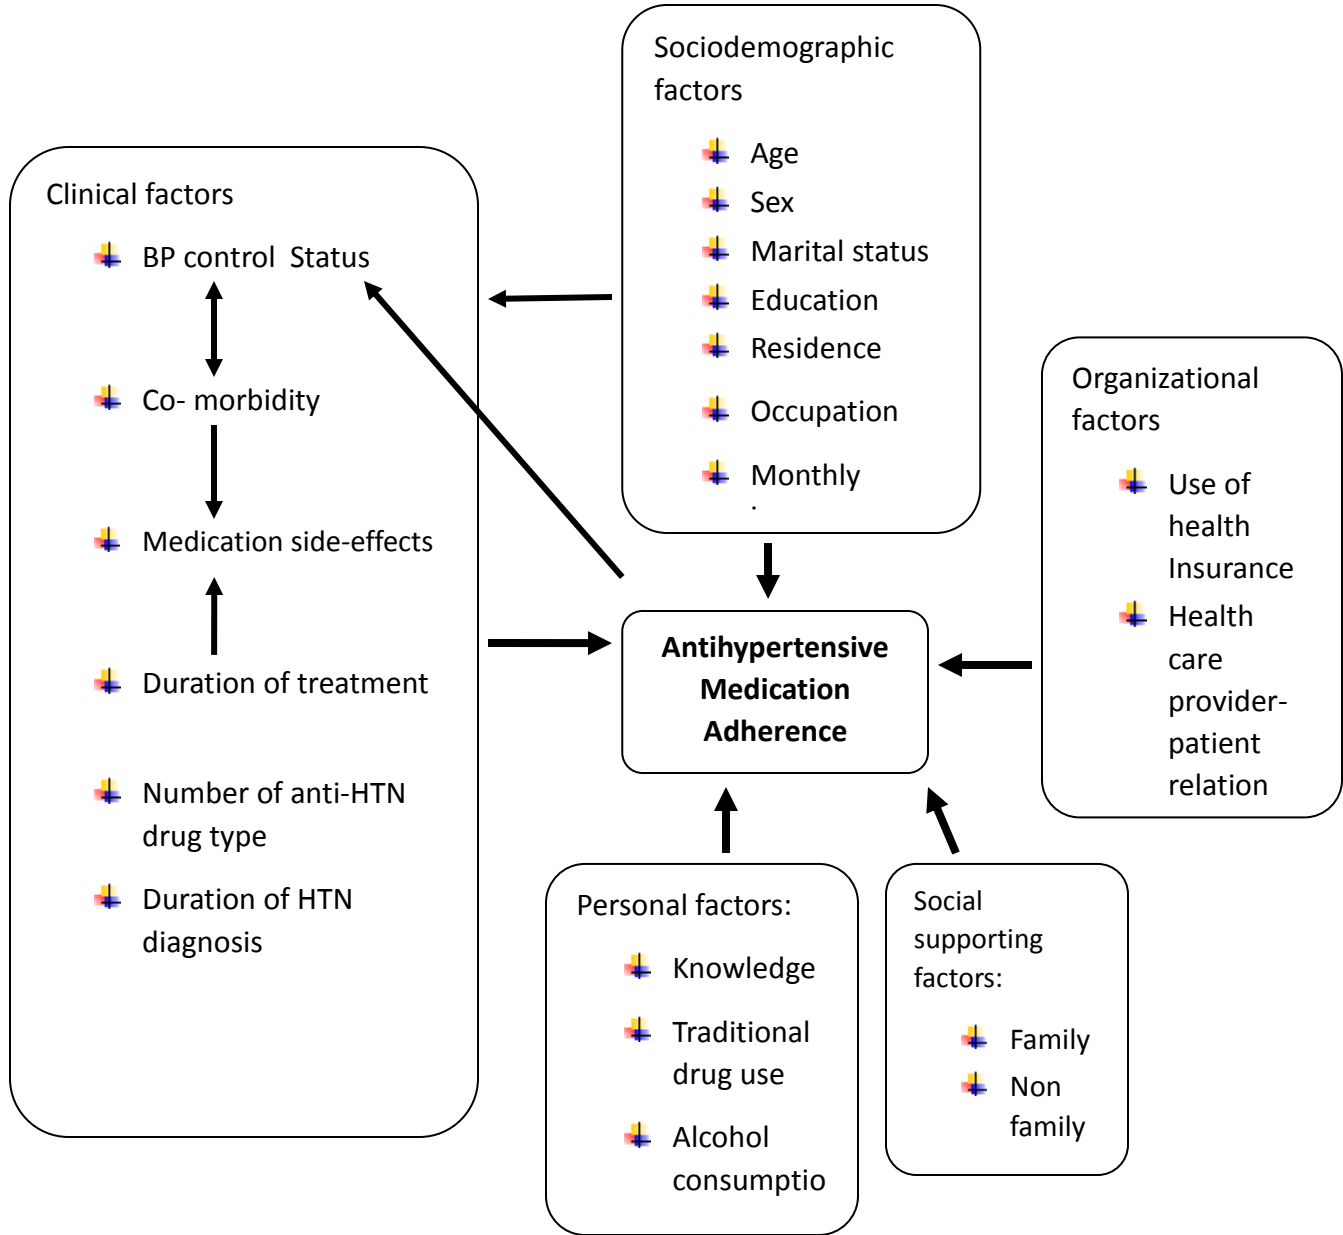 Sociodemographic
factors
Age
Sex
Marital status
Education
Residence
Occupation
Monthly
Clinical factors
BP control  Status
Co- morbidity
Medication side-effects
Duration of treatment
Number of anti-HTN
drug type
Duration of HTN
diagnosis
Organizational
factors
Use of
health
Insurance
Health
care
provider-
patient
relation
Antihypertensive
Medication
Adherence
Personal factors:
Knowledge
Traditional
drug use
Alcohol
consumptio
Social
supporting
factors:
Family
Non
family